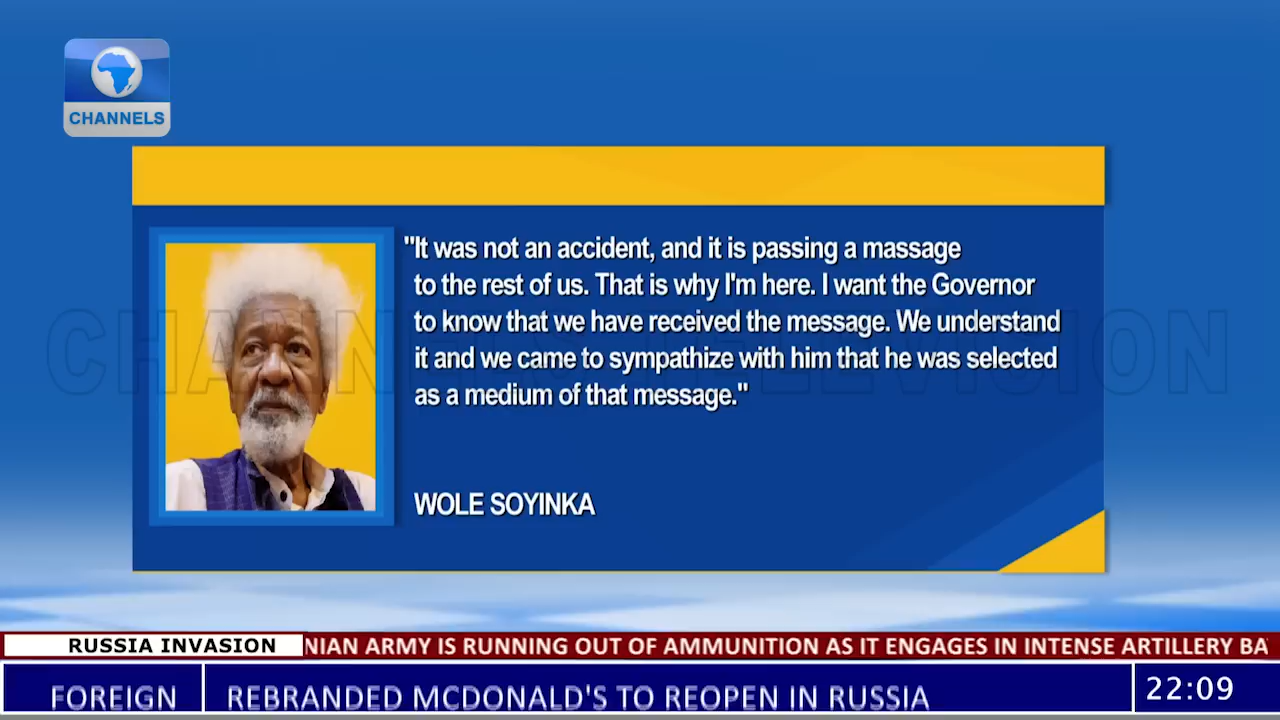 CHANNELS
"It was not an accident, and it is passing a massage
to the rest of us. That is why I'm here. I want the Governor
to know that we have received the message. We understand
it and we came to sympathize with him that he was selected
as a medium of that message."
CHANNELS TELEVISION
WOLE SOYINKA
RUSSIA INVASION
NIAN ARMY IS RUNNING OUT OF AMMUNITION AS IT ENGAGES IN INTENSE ARTILLERY BA
FOREIGN
REBRANDED MCDONALD'S TO REOPEN IN RUSSIA
22:09